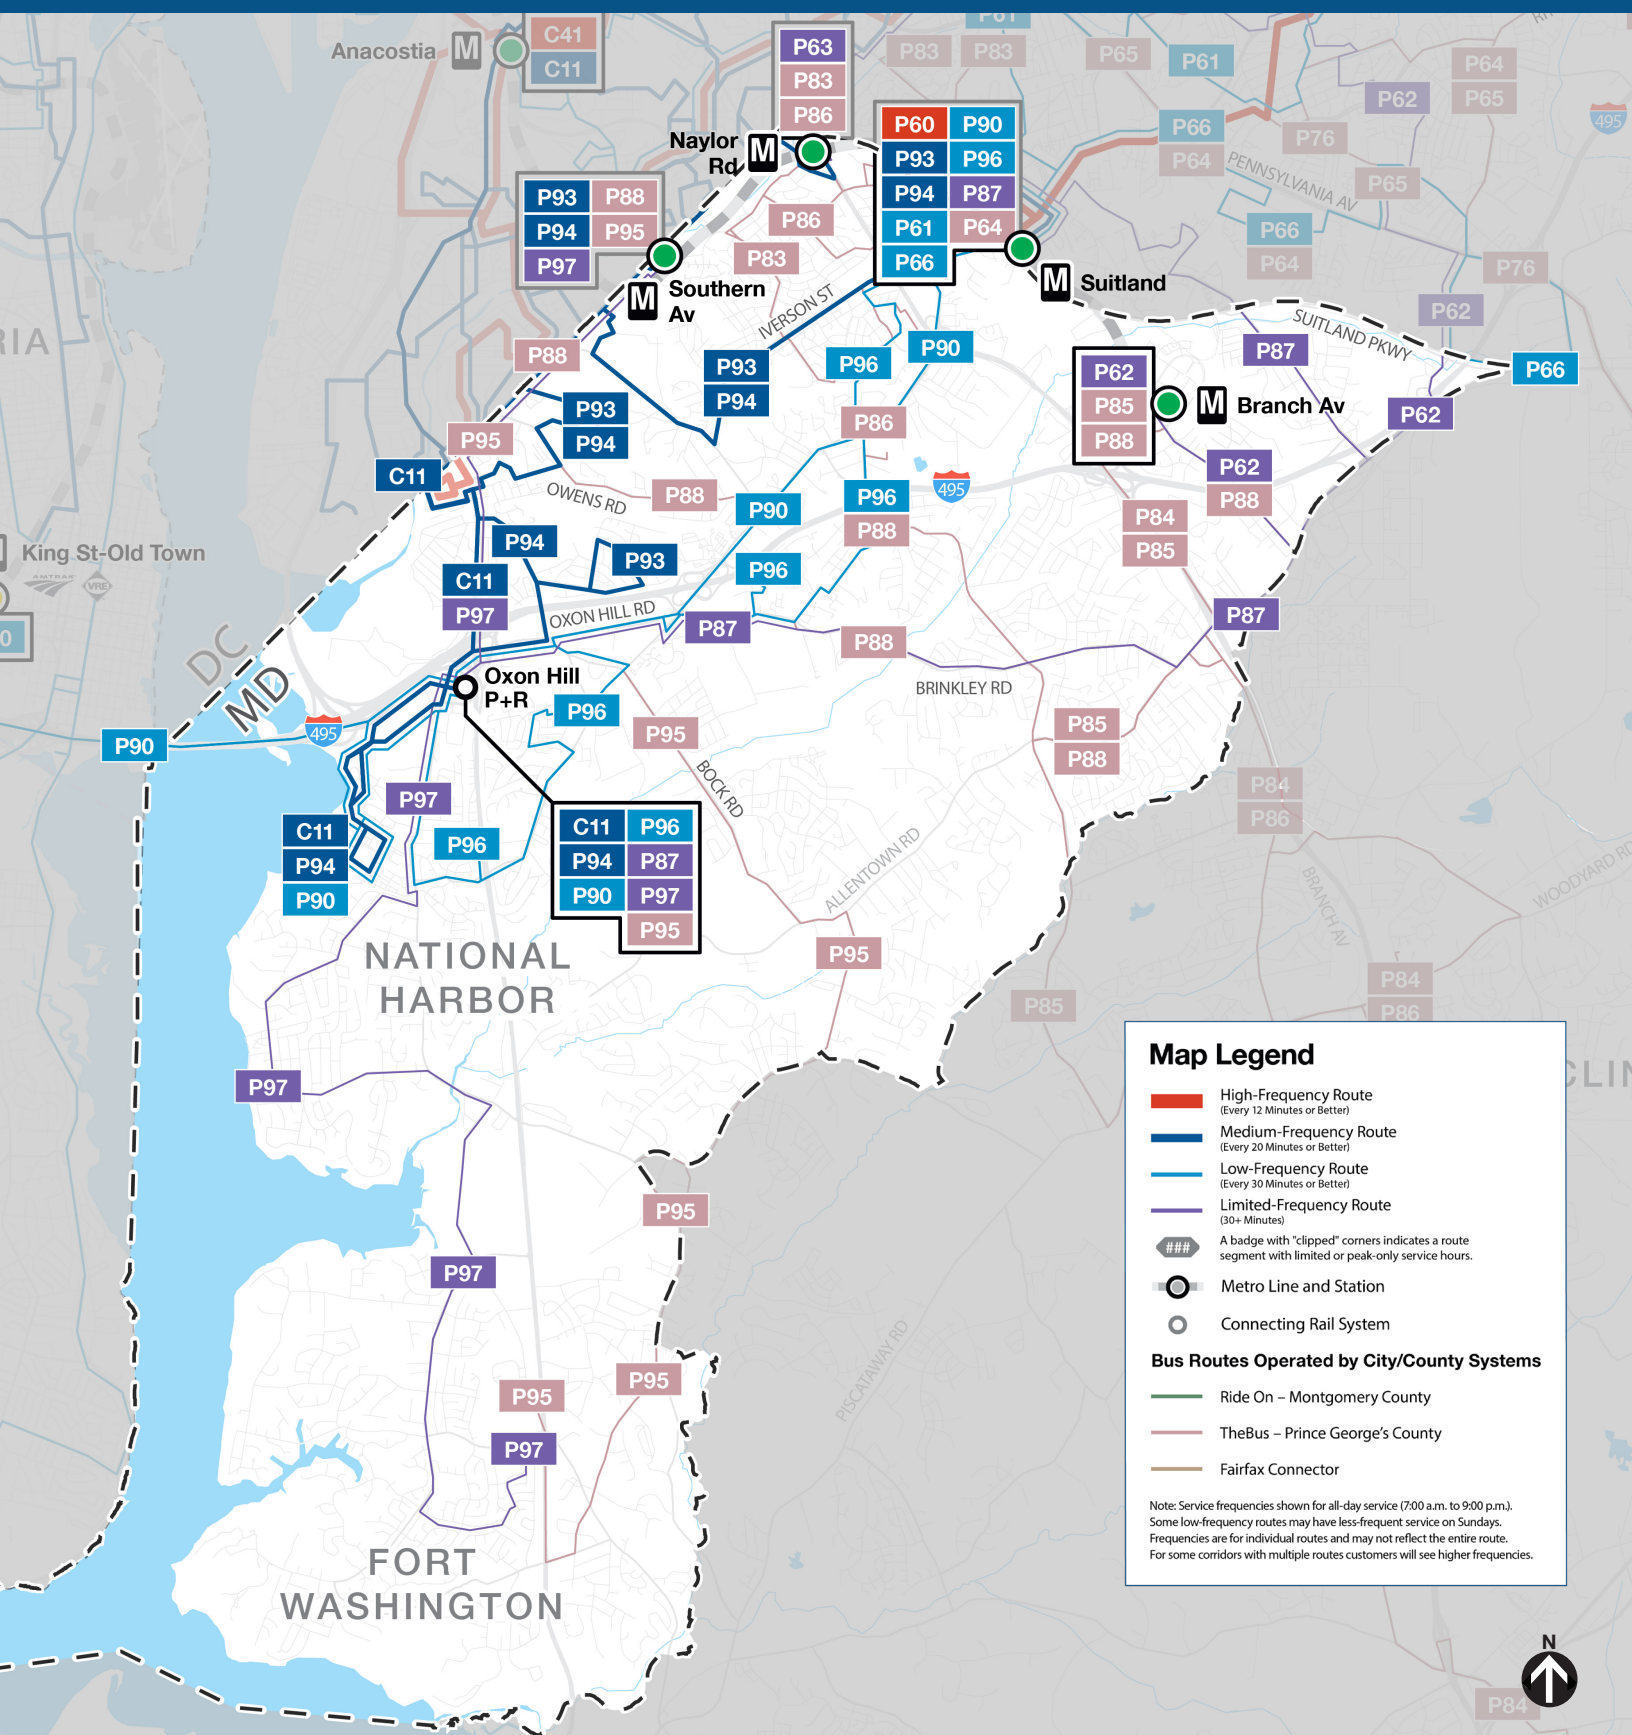 P61
C41
C11
Anacostia
M
P63
P83
P86
P83
P83
P65
P61
P64
P65
P62
495
P66
P64
P76
P65
PENNSYLVANIA AV
Naylor
Rd
M
P60
P90
P93
P96
P94
P87
P61
P64
P66
P93
P88
P94
P95
P97
P86
P83
M
Southern
Av
M
Suitland
P66
P64
P76
P62
IVERSON ST
SUITLAND PKWY
RIA
P88
P93
P94
P96
P90
P87
P66
P62
P85
P88
M
Branch Av
P62
P93
P94
P86
P95
C11
OWENS RD
P88
P90
P96
P88
495
P62
P88
P84
P85
King St-Old Town
AMTRAK
VRE
0
P94
P93
C11
P97
P96
OXON HILL RD
P87
P88
P87
DC
MD
Oxon Hill
P+R
BRINKLEY RD
P96
P95
P85
P88
495
P90
BOCK RD
P84
P86
P97
C11
P94
P90
P96
C11
P96
P94
P87
P90
P97
P95
ALLENTOWN RD
BRANCH AV
WOODYARD RD
NATIONAL
HARBOR
P95
P85
P84
P86
CLIN
P97
P95
P97
P95
P95
P97
PISCATAWAY RD
FORT
WASHINGTON
Map Legend
High-Frequency Route
(Every 12 Minutes or Better)
Medium-Frequency Route
(Every 20 Minutes or Better)
Low-Frequency Route
(Every 30 Minutes or Better)
Limited-Frequency Route
(30+ Minutes)
###
A badge with "clipped" corners indicates a route
segment with limited or peak-only service hours.
Metro Line and Station
Connecting Rail System
Bus Routes Operated by City/County Systems
Ride On – Montgomery County
TheBus – Prince George's County
Fairfax Connector
Note: Service frequencies shown for all-day service (7:00 a.m. to 9:00 p.m.).
Some low-frequency routes may have less-frequent service on Sundays.
Frequencies are for individual routes and may not reflect the entire route.
For some corridors with multiple routes customers will see higher frequencies.
N
P84